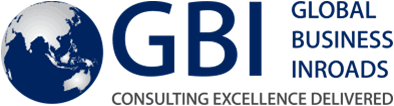 GBI
GLOBAL
BUSINESS
INROADS
CONSULTING EXCELLENCE DELIVERED